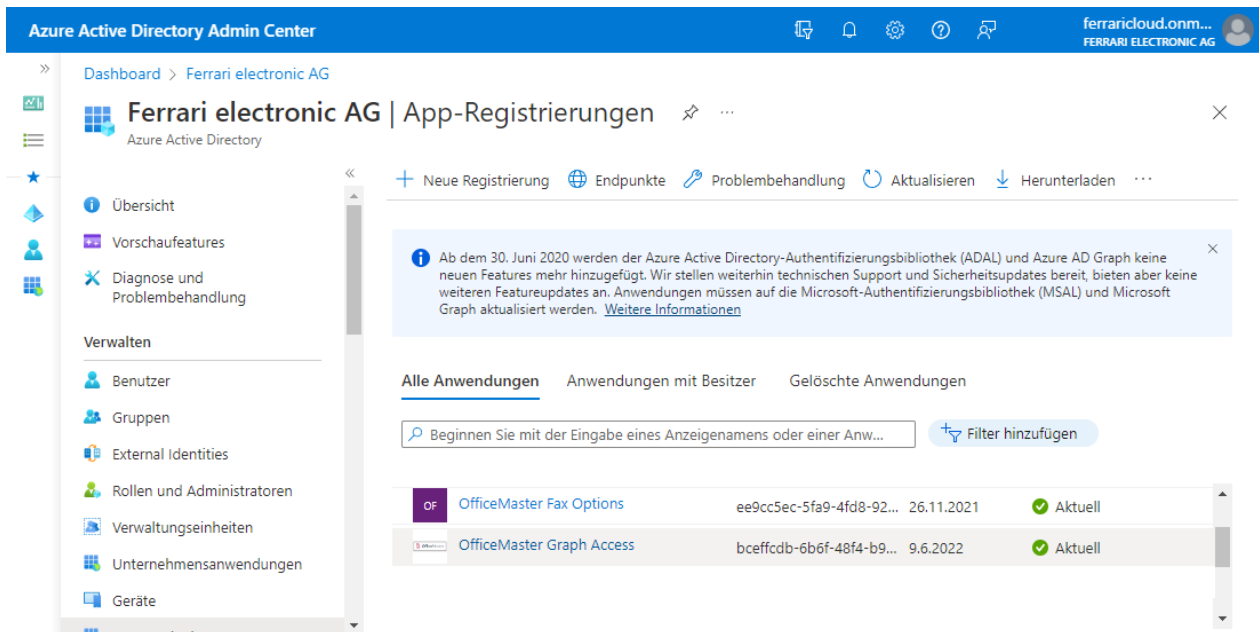 Azure Active Directory Admin Center
ferraricloud.onm...
FERRARI ELECTRONIC AG
Dashboard > Ferrari electronic AG
Ferrari electronic AG | App-Registrierungen ...
Azure Active Directory
Neue Registrierung Endpunkte Problembehandlung Aktualisieren Herunterladen ...
Übersicht
Vorschaufeatures
Diagnose und
Problembehandlung
Verwalten
Benutzer
Gruppen
External Identities
Rollen und Administratoren
Verwaltungseinheiten
Unternehmensanwendungen
Geräte
Ab dem 30. Juni 2020 werden der Azure Active Directory-Authentifizierungsbibliothek (ADAL) und Azure AD Graph keine
neuen Features mehr hinzugefügt. Wir stellen weiterhin technischen Support und Sicherheitsupdates bereit, bieten aber keine
weiteren Featureupdates an. Anwendungen müssen auf die Microsoft-Authentifizierungsbibliothek (MSAL) und Microsoft
Graph aktualisiert werden. Weitere Informationen
Alle Anwendungen Anwendungen mit Besitzer Gelöschte Anwendungen
Beginnen Sie mit der Eingabe eines Anzeigenamens oder einer Anw...
Filter hinzufügen
OF OfficeMaster Fax Options ee9cc5ec-5fa9-4fd8-92... 26.11.2021 Aktuell
OfficeMaster Graph Access bceffcdb-6b6f-48f4-b9... 9.6.2022 Aktuell